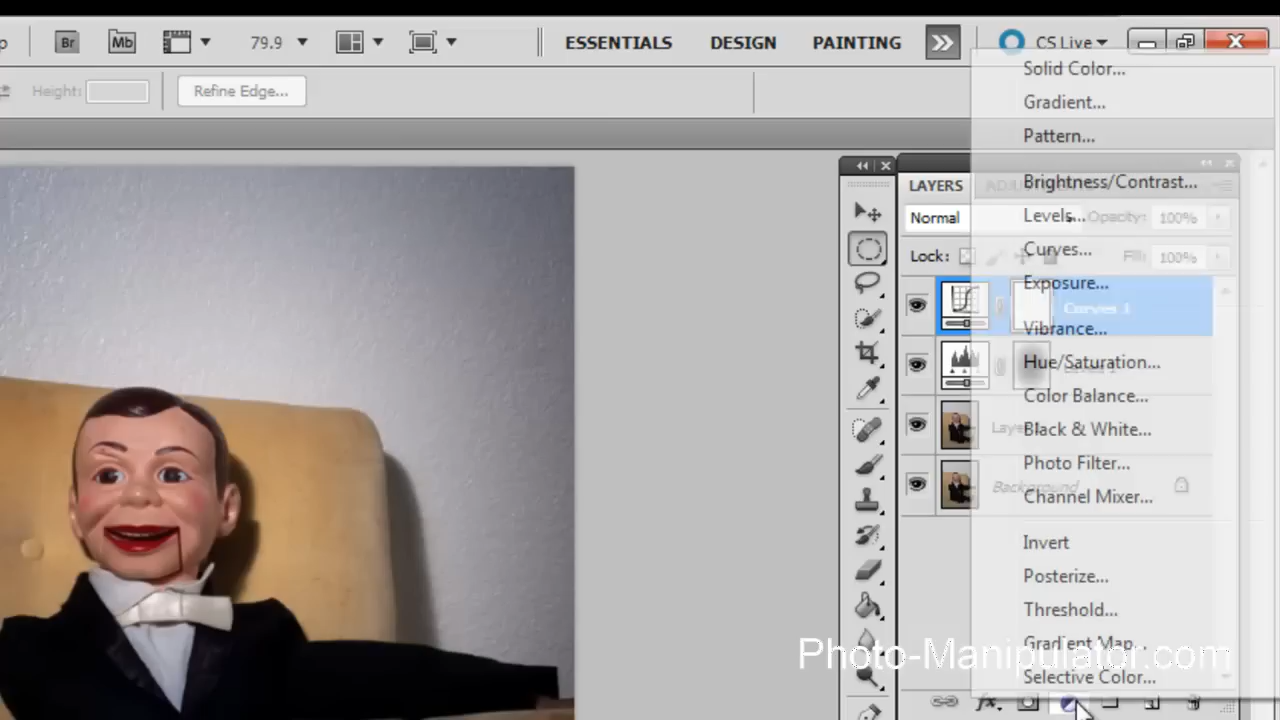 Br Mb 79.9 ESSENTIALS DESIGN PAINTING CS Live
Height: Refine Edge...
Solid Color...
Gradient...
Pattern...
Brightness/Contrast...
Levels...
Curves...
Exposure...
Vibrance...
Hue/Saturation...
Color Balance...
Black & White...
Photo Filter...
Channel Mixer...
Invert
Posterize...
Threshold...
Gradient Map...
Selective Color...
LAYERS
Normal Opacity: 100%
Lock: Fill: 100%
Curves 1
Background
fx
Photo-Manipulator.com